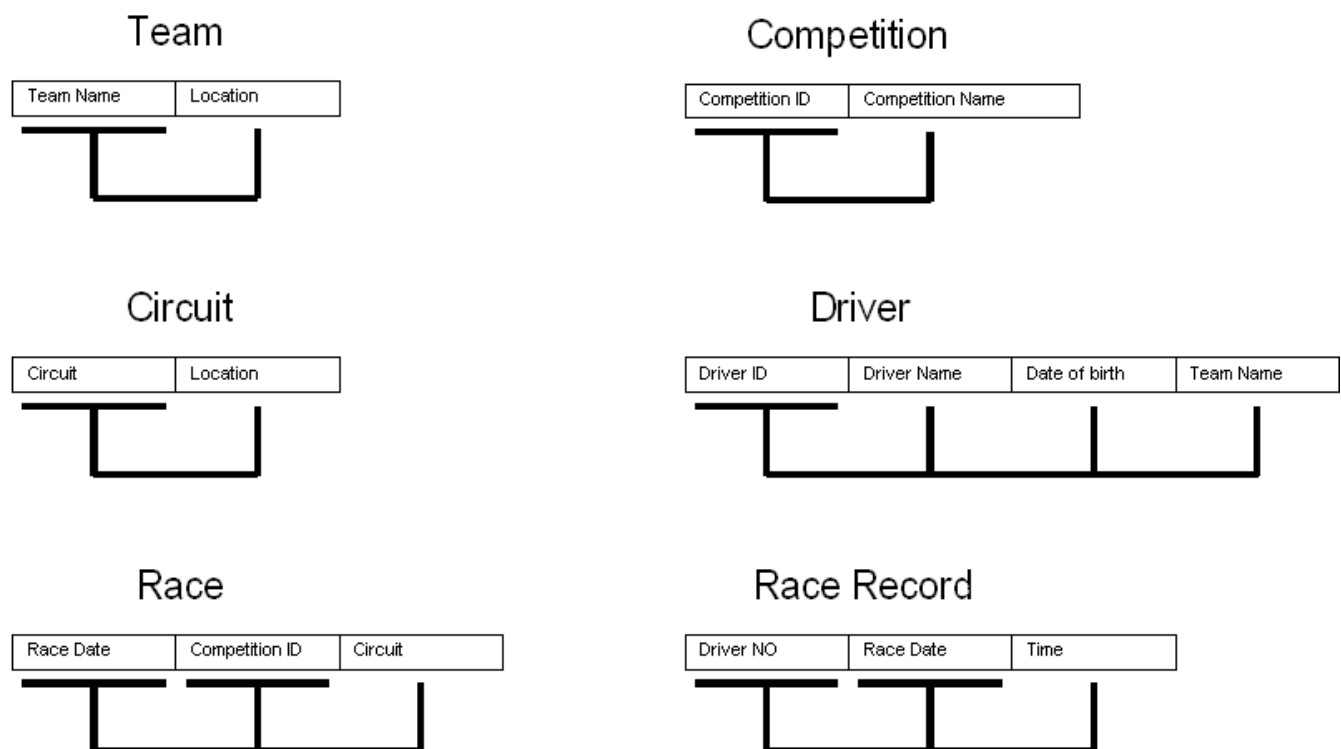 Team
Competition
Team Name Location
Competition ID Competition Name
Circuit
Driver
Circuit Location
Driver ID Driver Name Date of birth Team Name
Race
Race Record
Race Date Competition ID Circuit
Driver NO Race Date Time